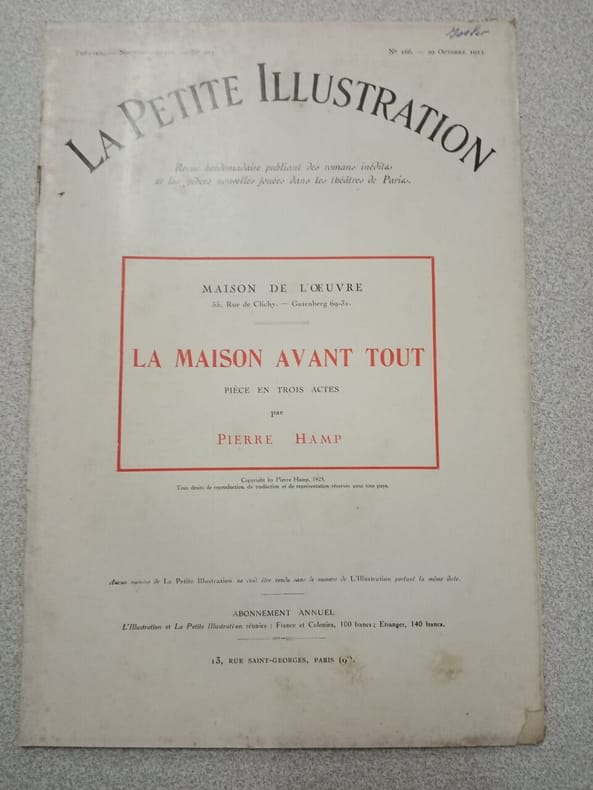 N° 166. — 20 Octobre
LA PETITE ILLUSTRATION
Revue hebdomadaire publiant des romans inédits
et les pièces nouvelles jouées dans les théâtres de Paris.
MAISON DE L'ŒUVRE
55, Rue de Clichy. — Gutenberg 69-31.
LA MAISON AVANT TOUT
PIÈCE EN TROIS ACTES
par
PIERRE HAMP
Copyright by Pierre Hamp, 1923.
Tous droits de reproduction, de traduction et de représentation réservés pour tous pays.
Aucun numéro de La Petite Illustration ne doit être vendu sans le numéro de L'Illustration portant la même date.
ABONNEMENT ANNUEL
L'Illustration et La Petite Illustration réunies : France et Colonies, 100 francs ; Etranger, 140 francs.
13, RUE SAINT-GEORGES, PARIS (9e).